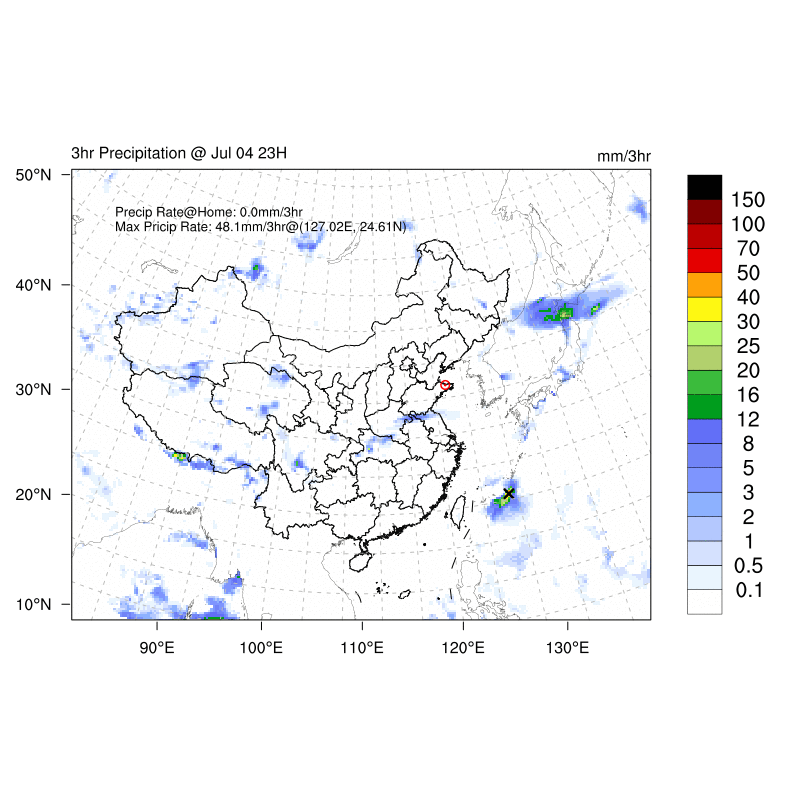 3hr Precipitation @ Jul 04 23H
mm/3hr
Precip Rate@Home: 0.0mm/3hr
Max Pricip Rate: 48.1mm/3hr@(127.02E, 24.61N)
50°N
40°N
30°N
20°N
10°N
90°E
100°E
110°E
120°E
130°E
150
100
70
50
40
30
25
20
16
12
8
5
3
2
1
0.5
0.1